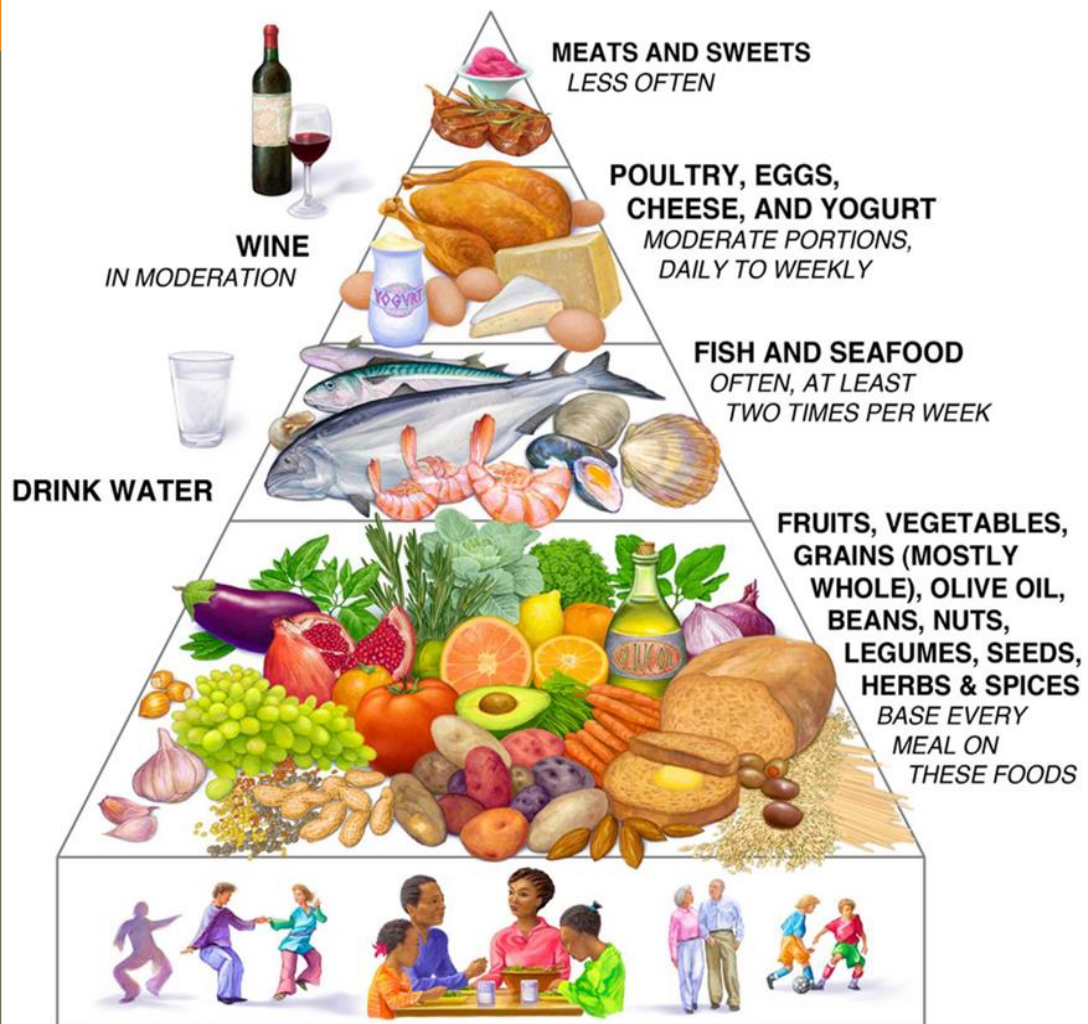 MEATS AND SWEETS
LESS OFTEN
POULTRY, EGGS,
CHEESE, AND YOGURT
MODERATE PORTIONS,
DAILY TO WEEKLY
WINE
IN MODERATION
YOGURT
FISH AND SEAFOOD
OFTEN, AT LEAST
TWO TIMES PER WEEK
DRINK WATER
FRUITS, VEGETABLES,
GRAINS (MOSTLY
WHOLE), OLIVE OIL,
BEANS, NUTS,
LEGUMES, SEEDS,
HERBS & SPICES
BASE EVERY
MEAL ON
THESE FOODS
OLIVE OIL